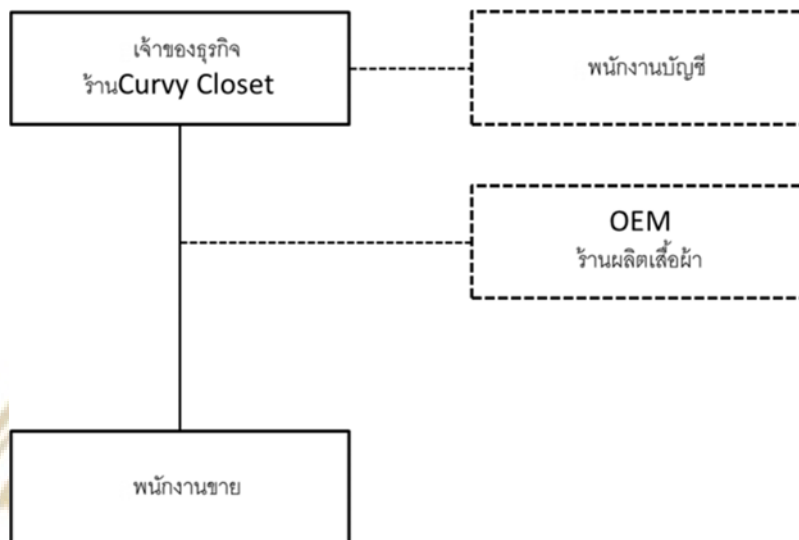 เจ้าของธุรกิจ
ร้านCurvy Closet
พนักงานบัญชี
OEM
ร้านผลิตเสื้อผ้า
พนักงานขาย